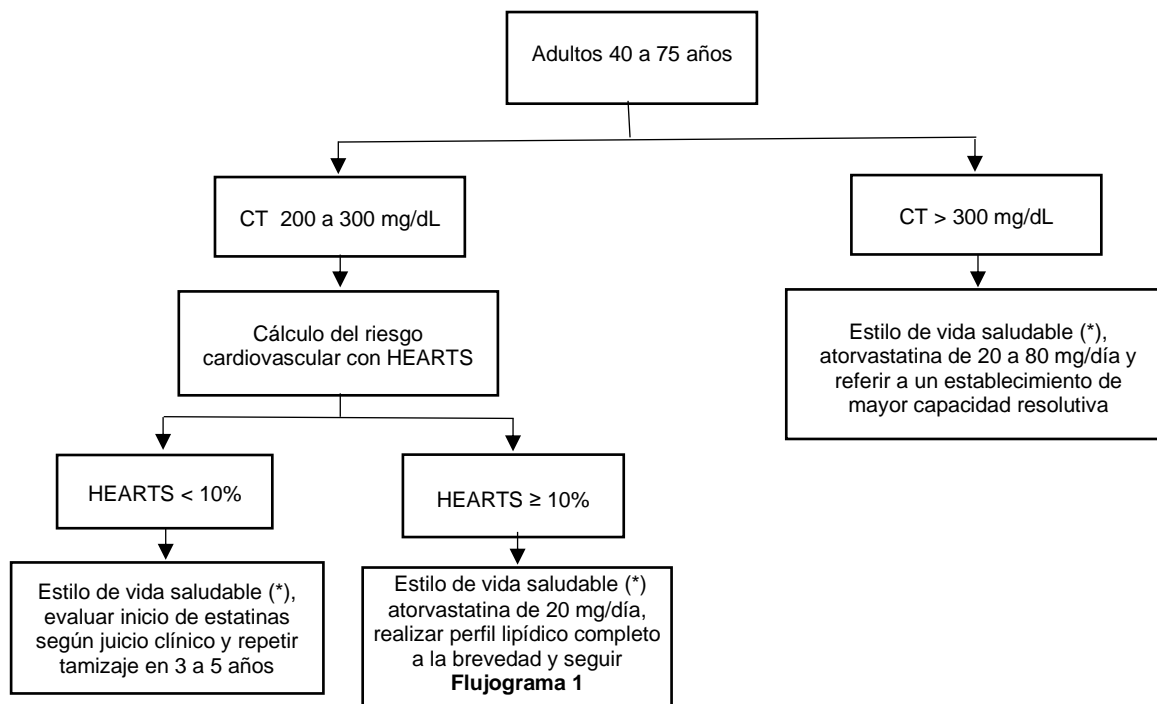 Adultos 40 a 75 años
CT 200 a 300 mg/dL
CT > 300 mg/dL
Cálculo del riesgo
cardiovascular con HEARTS
Estilo de vida saludable (*),
atorvastatina de 20 a 80 mg/día y
referir a un establecimiento de
mayor capacidad resolutiva
HEARTS < 10%
HEARTS ≥ 10%
Estilo de vida saludable (*),
evaluar inicio de estatinas
según juicio clínico y repetir
tamizaje en 3 a 5 años
Estilo de vida saludable (*)
atorvastatina de 20 mg/día,
realizar perfil lipídico completo
a la brevedad y seguir
Flujograma 1